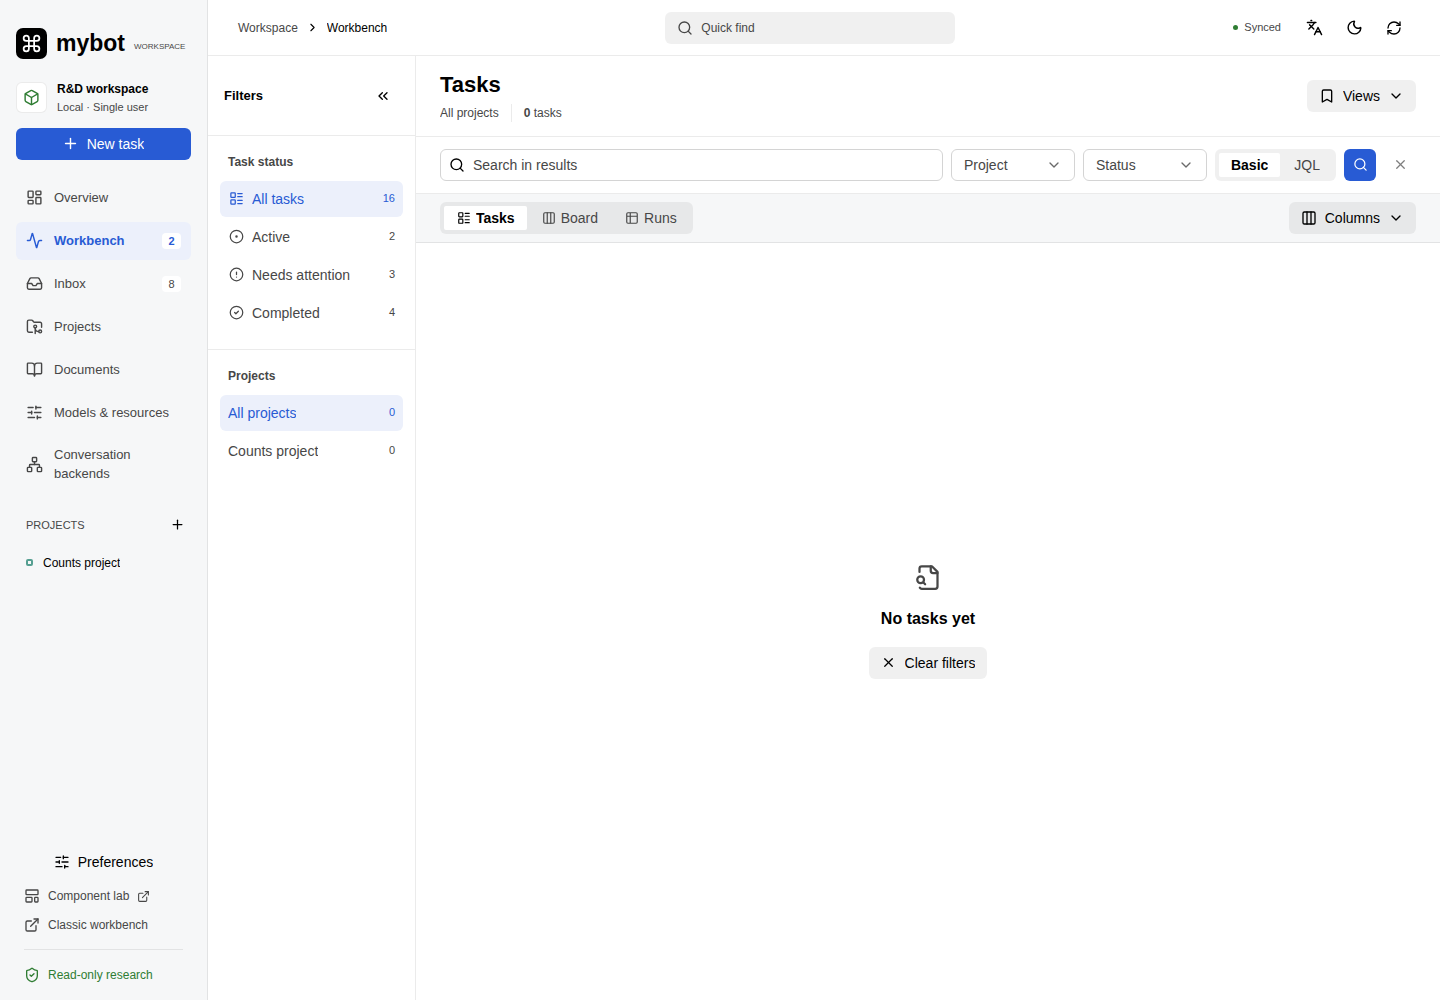 mybot WORKSPACE
R&D workspace
Local · Single user
New task
Overview
Workbench 2
Inbox 8
Projects
Documents
Models & resources
Conversation
backends
PROJECTS
Counts project
Preferences
Component lab
Classic workbench
Read-only research
Workspace Workbench
Quick find
Synced
Filters
Task status
All tasks 16
Active 2
Needs attention 3
Completed 4
Projects
All projects 0
Counts project 0
Tasks
All projects 0 tasks
Views
Search in results
Project
Status
Basic JQL
Tasks Board Runs
Columns
No tasks yet
Clear filters